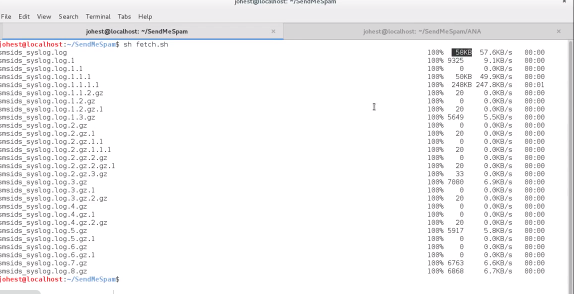 johest@localhost: ~/SendMeSpam
File Edit View Search Terminal Tabs Help
johest@localhost: ~/SendMeSpam × johest@localhost: ~/SendMeSpam/ANA ×
johest@localhost:~/SendMeSpam$ sh fetch.sh
smsids_syslog.log 100% 58KB 57.6KB/s 00:00
smsids_syslog.log.1 100% 9325 9.1KB/s 00:00
smsids_syslog.log.1.1 100% 0 0.0KB/s 00:00
smsids_syslog.log.1.1.1 100% 50KB 49.9KB/s 00:00
smsids_syslog.log.1.1.1.1 100% 248KB 247.8KB/s 00:01
smsids_syslog.log.1.1.2.gz 100% 20 0.0KB/s 00:00
smsids_syslog.log.1.2.gz 100% 0 0.0KB/s 00:00
smsids_syslog.log.1.2.gz.1 100% 20 0.0KB/s 00:00
smsids_syslog.log.1.3.gz 100% 5649 5.5KB/s 00:00
smsids_syslog.log.2.gz 100% 0 0.0KB/s 00:00
smsids_syslog.log.2.gz.1 100% 20 0.0KB/s 00:00
smsids_syslog.log.2.gz.1.1 100% 0 0.0KB/s 00:00
smsids_syslog.log.2.gz.1.1.1 100% 20 0.0KB/s 00:00
smsids_syslog.log.2.gz.2.gz 100% 0 0.0KB/s 00:00
smsids_syslog.log.2.gz.2.gz.1 100% 20 0.0KB/s 00:00
smsids_syslog.log.2.gz.3.gz 100% 33 0.0KB/s 00:00
smsids_syslog.log.3.gz 100% 7080 6.9KB/s 00:00
smsids_syslog.log.3.gz.1 100% 0 0.0KB/s 00:00
smsids_syslog.log.3.gz.2.gz 100% 20 0.0KB/s 00:00
smsids_syslog.log.4.gz 100% 0 0.0KB/s 00:00
smsids_syslog.log.4.gz.1 100% 0 0.0KB/s 00:00
smsids_syslog.log.4.gz.2.gz 100% 20 0.0KB/s 00:00
smsids_syslog.log.5.gz 100% 5917 5.8KB/s 00:00
smsids_syslog.log.5.gz.1 100% 0 0.0KB/s 00:00
smsids_syslog.log.6.gz 100% 0 0.0KB/s 00:00
smsids_syslog.log.6.gz.1 100% 0 0.0KB/s 00:00
smsids_syslog.log.7.gz 100% 6763 6.6KB/s 00:00
smsids_syslog.log.8.gz 100% 6868 6.7KB/s 00:00
johest@localhost:~/SendMeSpam$